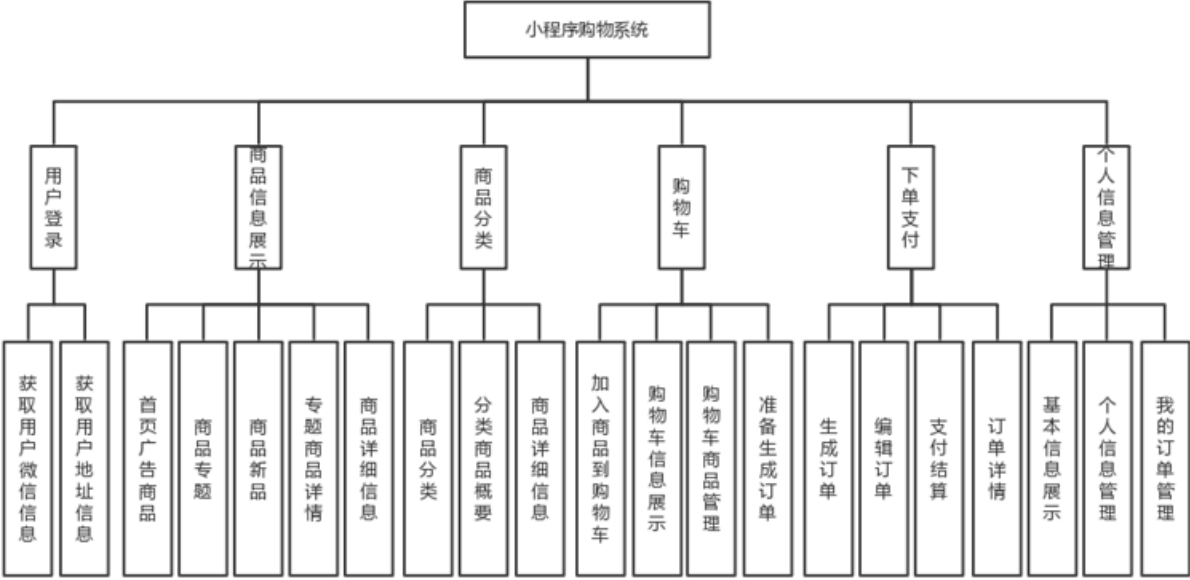 小程序购物系统
用户登录
商品信息展示
商品分类
购物车
下单支付
个人信息管理
获取用户微信信息
获取用户地址信息
首页广告商品
商品专题
商品新品
专题商品详情
商品详细信息
商品分类
分类商品概要
商品详细信息
加入商品到购物车
购物车信息展示
购物车商品管理
准备生成订单
生成订单
编辑订单
支付结算
订单详情
基本信息展示
个人信息管理
我的订单管理